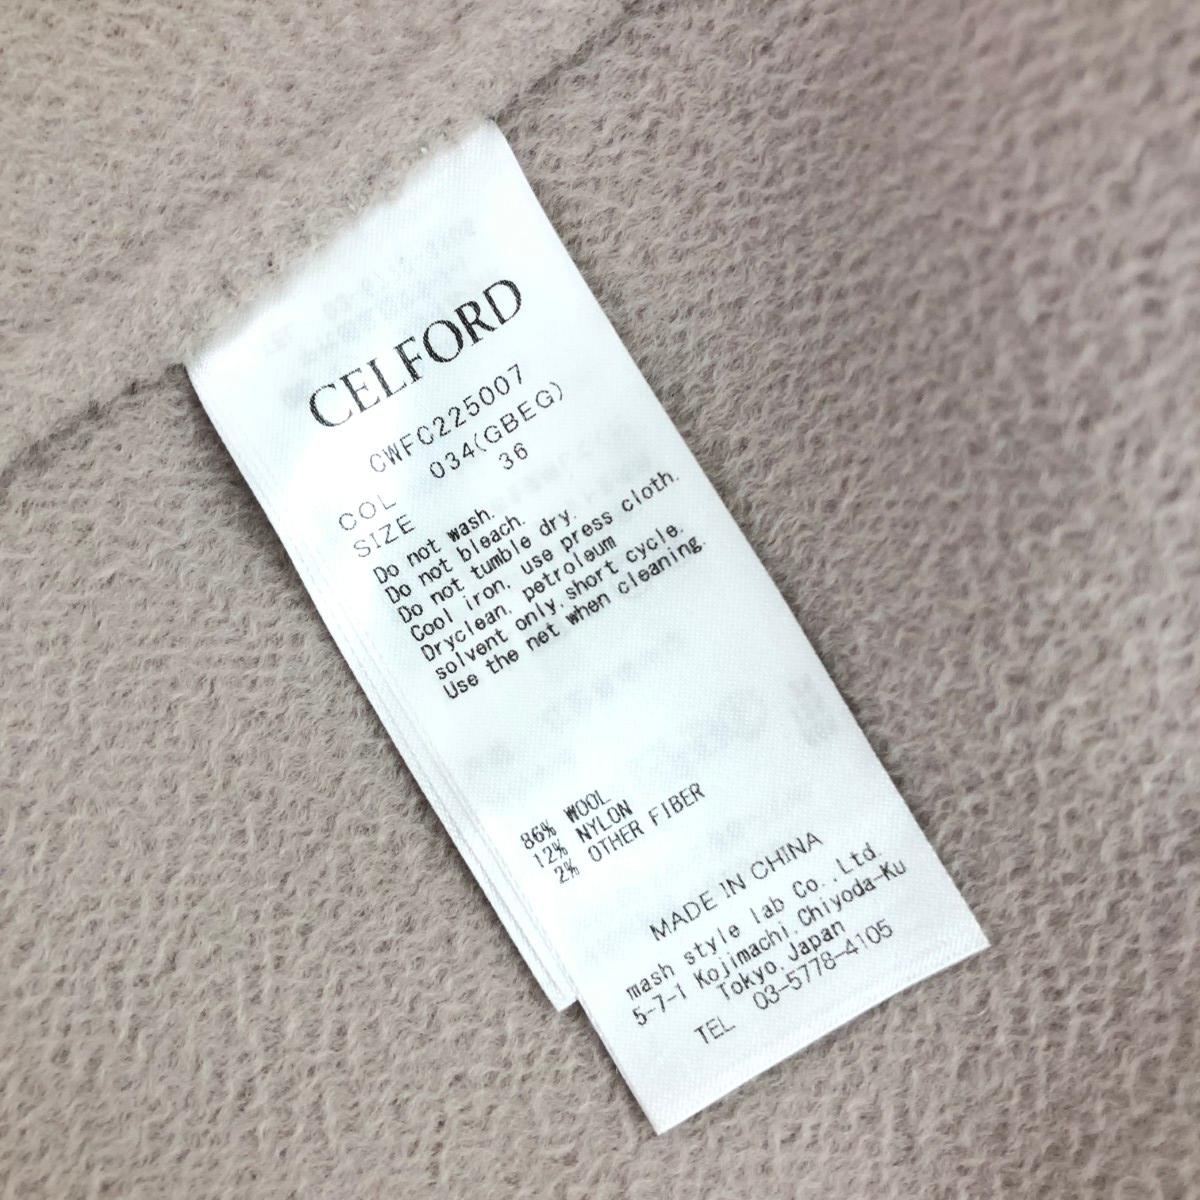 CELFORD
CWFC225007
COL 034(GBEG)
SIZE 36
Do not wash.
Do not bleach.
Do not tumble dry.
Cool iron, use press cloth.
Dryclean, petroleum
solvent only,short cycle.
Use the net when cleaning.
86% WOOL
12% NYLON
2% OTHER FIBER
MADE IN CHINA
mash style lab Co.,Ltd.
5-7-1 Kojimachi,Chiyoda-Ku
Tokyo,Japan
TEL 03-5778-4105